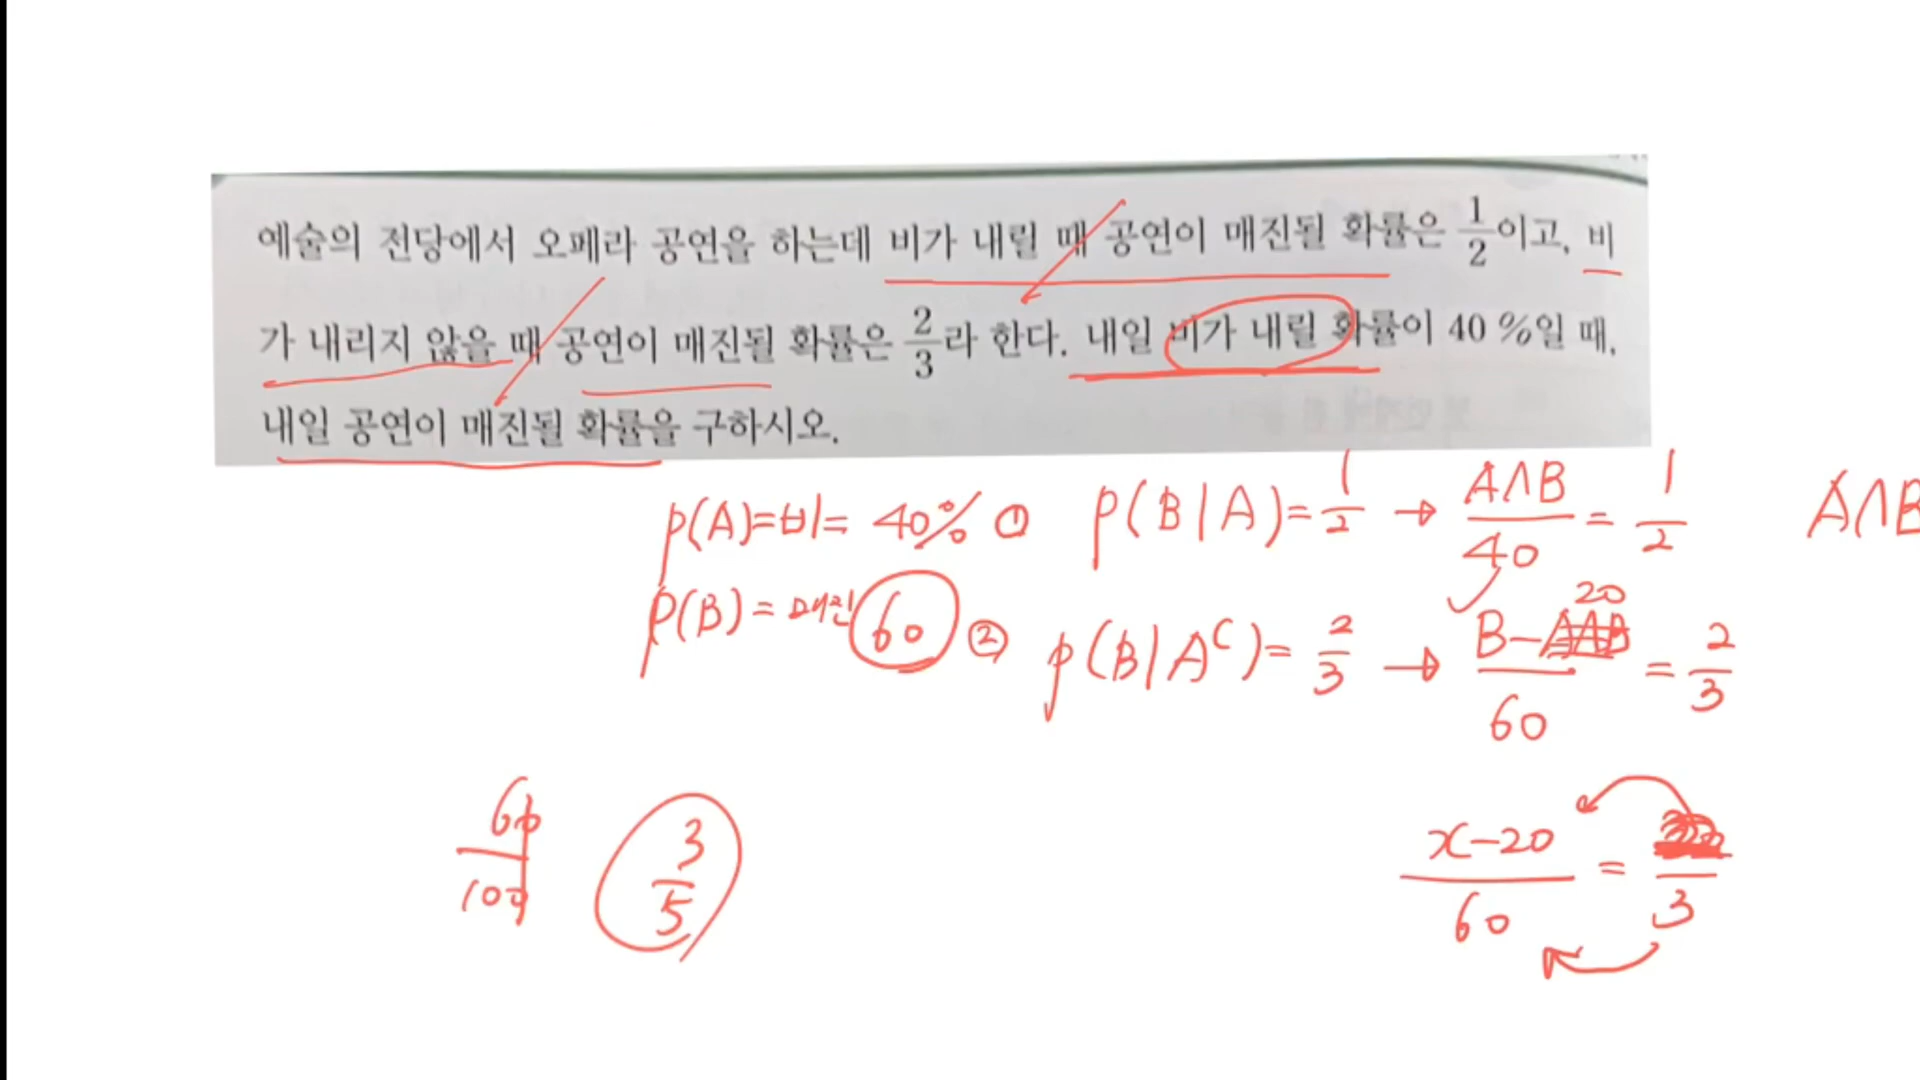 예술의 전당에서 오페라 공연을 하는데 비가 내릴 때 공연이 매진될 확률은 1/2이고, 비
가 내리지 않을 때 공연이 매진될 확률은 2/3라 한다. 내일 비가 내릴 확률이 40 %일 때,
내일 공연이 매진될 확률을 구하시오.
p(A)=비= 40% ① p(B|A)=1/2 → A∩B/40 = 1/2 A∩B
p(B)= 매진 60 ② p(B|A^C)=2/3 → B-A∩B/60 = 2/3
20
60/100 3/5
x-20/60 = /3